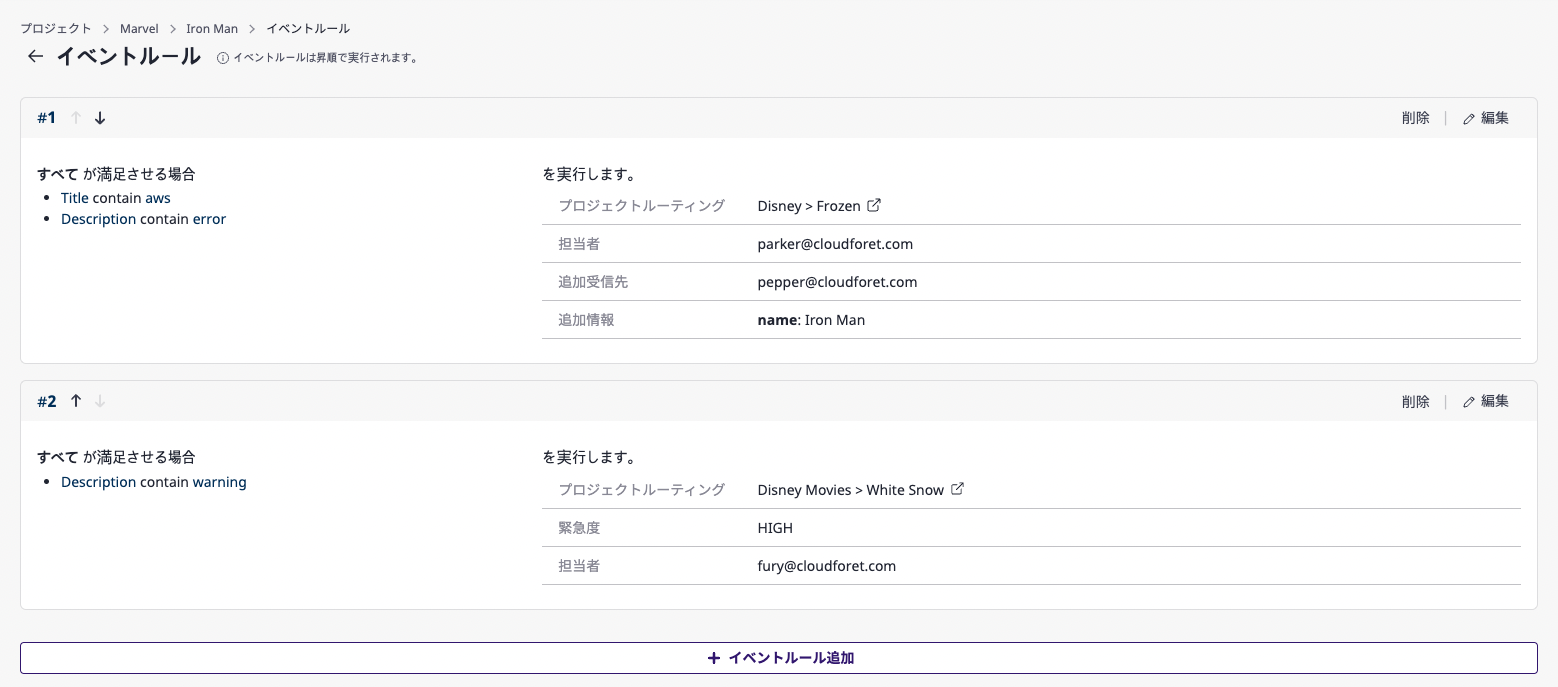 プロジェクト > Marvel > Iron Man > イベントルール
← イベントルール ⓘ イベントルールは昇順で実行されます。
#1 ↑ ↓ 削除 | 編集
すべて が満足させる場合
• Title contain aws
• Description contain error
を実行します。
プロジェクトルーティング Disney > Frozen
担当者 parker@cloudforet.com
追加受信先 pepper@cloudforet.com
追加情報 name: Iron Man
#2 ↑ ↓ 削除 | 編集
すべて が満足させる場合
• Description contain warning
を実行します。
プロジェクトルーティング Disney Movies > White Snow
緊急度 HIGH
担当者 fury@cloudforet.com
+ イベントルール追加